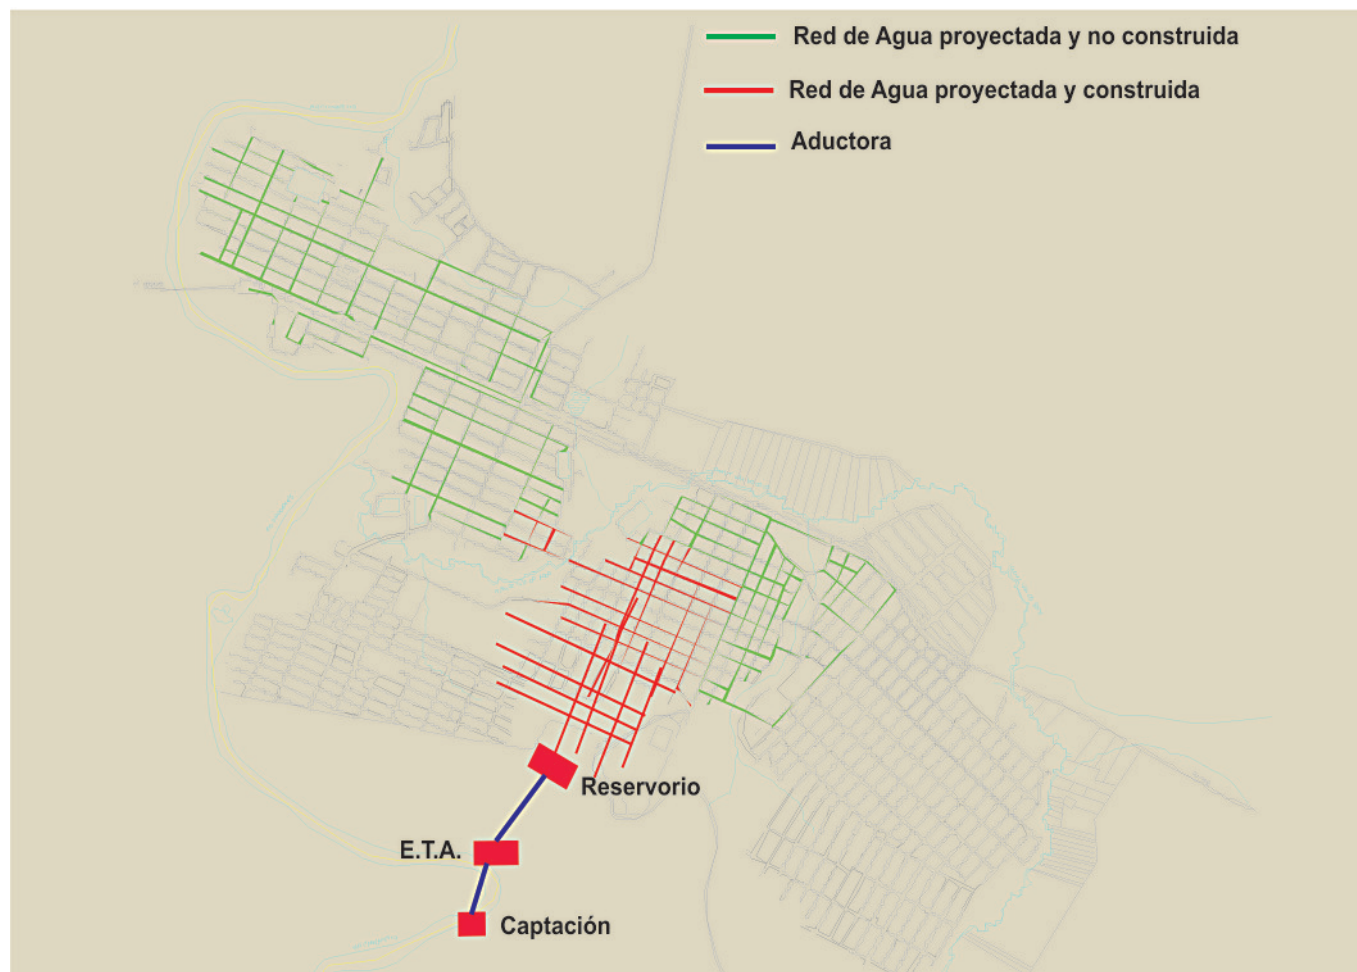 Red de Agua proyectada y no construida
Red de Agua proyectada y construida
Aductora
Reservorio
E.T.A.
Captación